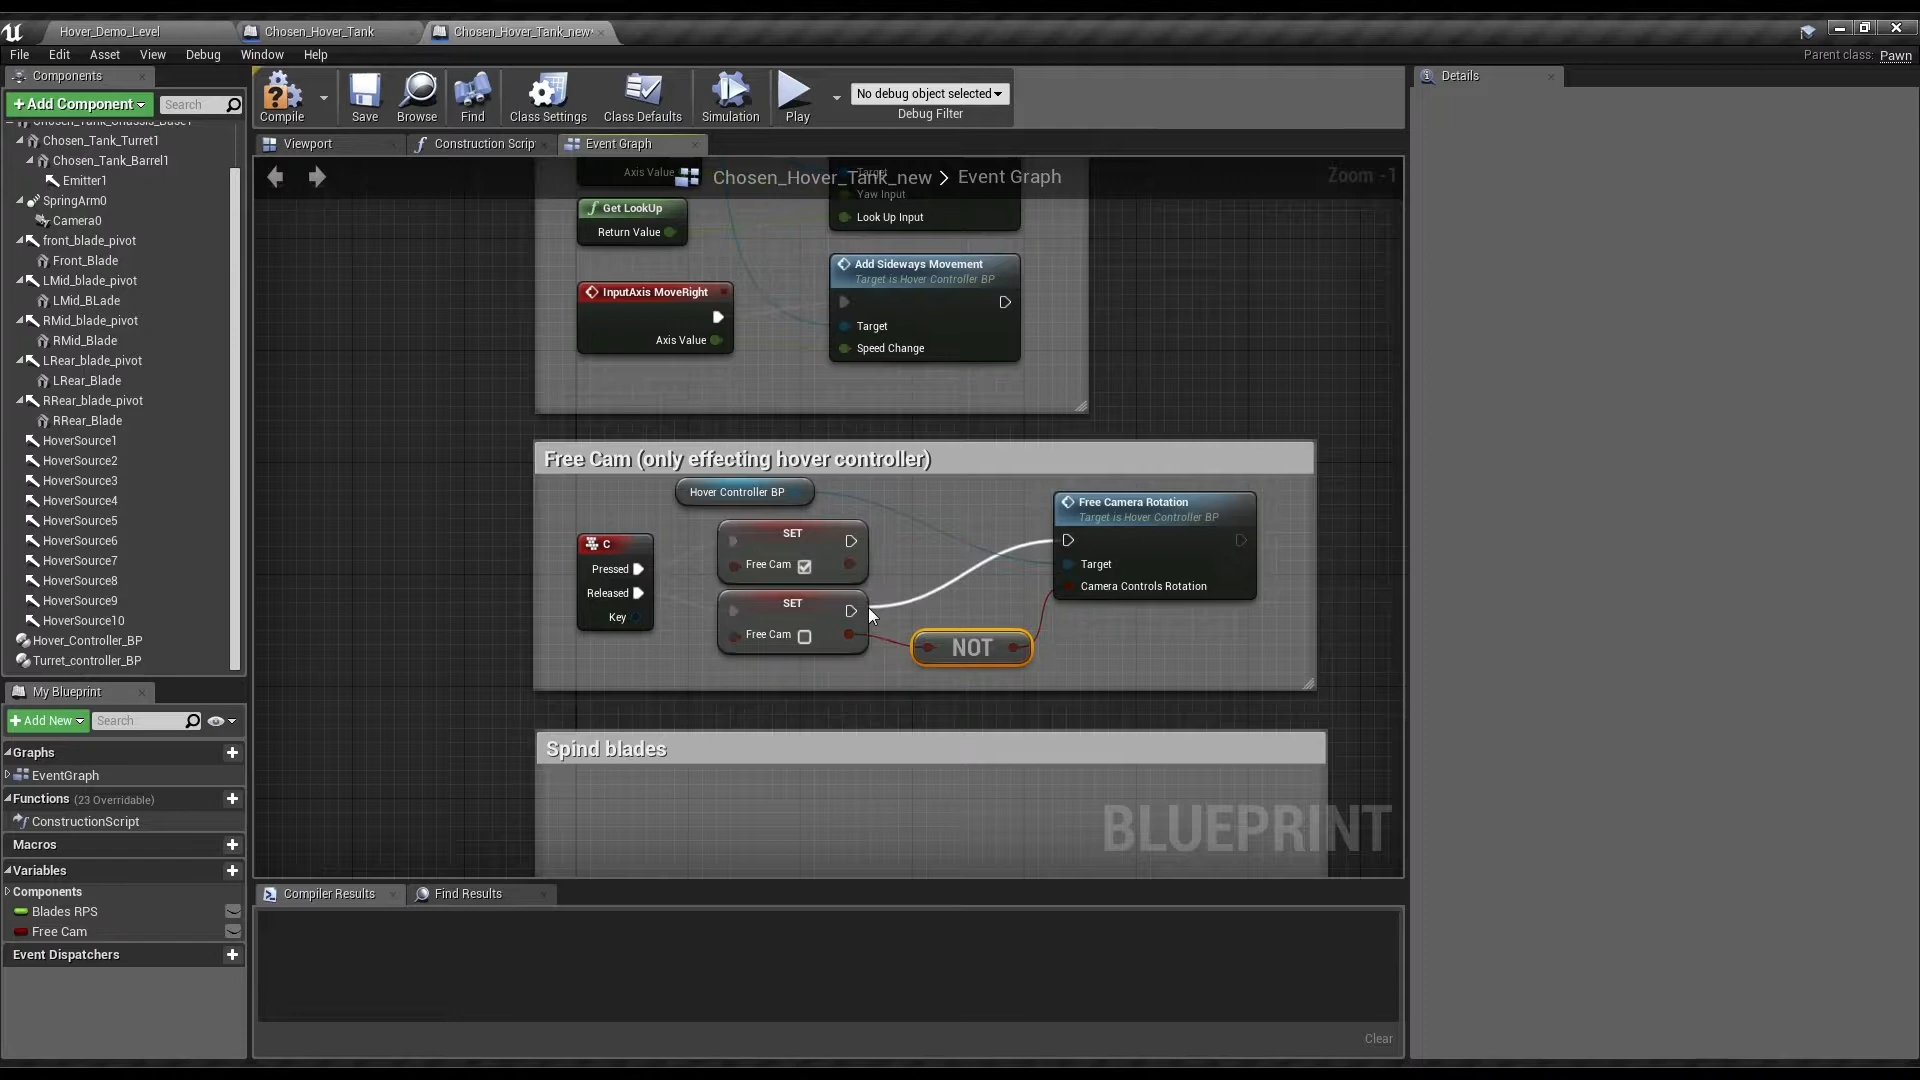 Hover_Demo_Level
Chosen_Hover_Tank
Chosen_Hover_Tank_new*
File Edit Asset View Debug Window Help
Parent class: Pawn
Components
+Add Component
Search
Chosen_Tank_Chassis_Base1
Chosen_Tank_Turret1
Chosen_Tank_Barrel1
Emitter1
SpringArm0
Camera0
front_blade_pivot
Front_Blade
LMid_blade_pivot
LMid_BLade
RMid_blade_pivot
RMid_Blade
LRear_blade_pivot
LRear_Blade
RRear_blade_pivot
RRear_Blade
HoverSource1
HoverSource2
HoverSource3
HoverSource4
HoverSource5
HoverSource6
HoverSource7
HoverSource8
HoverSource9
HoverSource10
Hover_Controller_BP
Turret_controller_BP
My Blueprint
+Add New
Search
Graphs
EventGraph
Functions (23 Overridable)
ConstructionScript
Macros
Variables
Components
Blades RPS
Free Cam
Event Dispatchers
Compile
Save
Browse
Find
Class Settings
Class Defaults
Simulation
Play
No debug object selected
Debug Filter
Viewport
Construction Scrip
Event Graph
Chosen_Hover_Tank_new > Event Graph
Zoom -1
Axis Value
Target
Yaw Input
Look Up Input
Get LookUp
Return Value
InputAxis MoveRight
Axis Value
Add Sideways Movement
Target is Hover Controller BP
Target
Speed Change
Free Cam (only effecting hover controller)
Hover Controller BP
C
Pressed
Released
Key
SET
Free Cam
SET
Free Cam
NOT
Free Camera Rotation
Target is Hover Controller BP
Target
Camera Controls Rotation
Spind blades
BLUEPRINT
Compiler Results
Find Results
Clear
Details